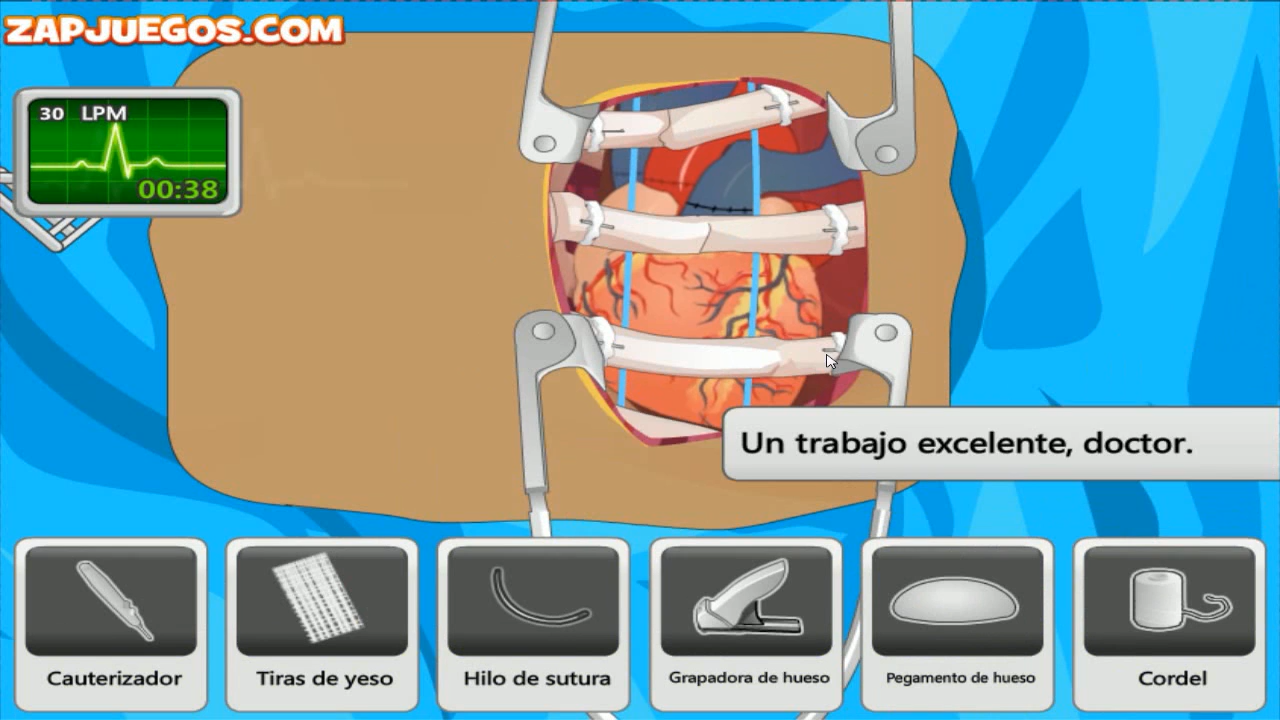 ZAPJUEGOS.COM
30 LPM
00:38
Un trabajo excelente, doctor.
Cauterizador
Tiras de yeso
Hilo de sutura
Grapadora de hueso
Pegamento de hueso
Cordel